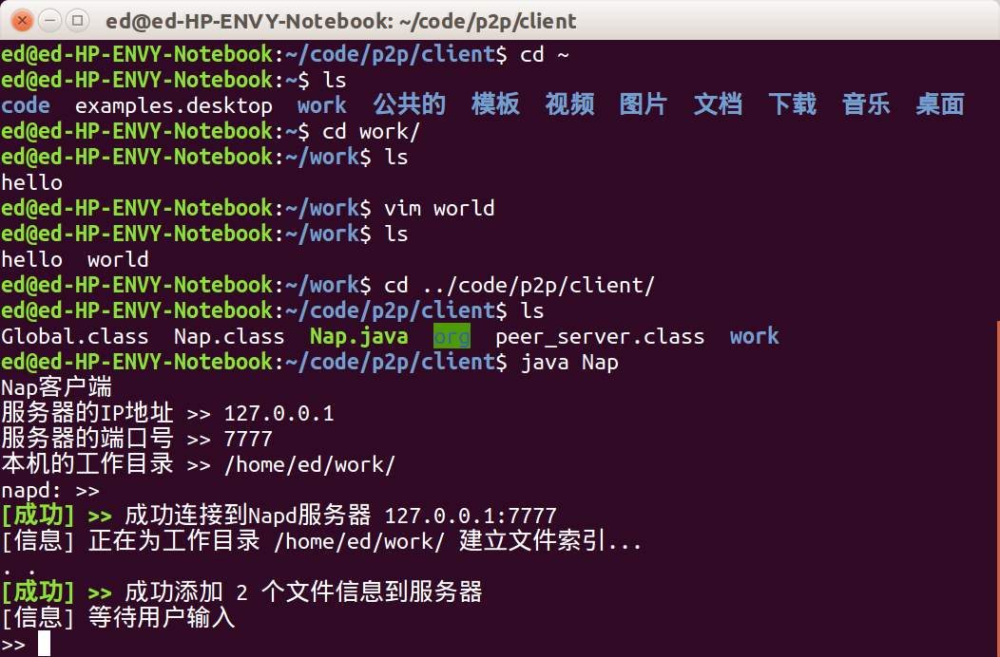 ed@ed-HP-ENVY-Notebook: ~/code/p2p/client
ed@ed-HP-ENVY-Notebook:~/code/p2p/client$ cd ~
ed@ed-HP-ENVY-Notebook:~$ ls
code  examples.desktop  work  公共的  模板  视频  图片  文档  下载  音乐  桌面
ed@ed-HP-ENVY-Notebook:~$ cd work/
ed@ed-HP-ENVY-Notebook:~/work$ ls
hello
ed@ed-HP-ENVY-Notebook:~/work$ vim world
ed@ed-HP-ENVY-Notebook:~/work$ ls
hello  world
ed@ed-HP-ENVY-Notebook:~/work$ cd ../code/p2p/client/
ed@ed-HP-ENVY-Notebook:~/code/p2p/client$ ls
Global.class  Nap.class  Nap.java  org  peer_server.class  work
ed@ed-HP-ENVY-Notebook:~/code/p2p/client$ java Nap
Nap客户端
服务器的IP地址 >> 127.0.0.1
服务器的端口号 >> 7777
本机的工作目录 >> /home/ed/work/
napd: >>
[成功] >> 成功连接到Napd服务器 127.0.0.1:7777
[信息] 正在为工作目录 /home/ed/work/ 建立文件索引...
. .
[成功] >> 成功添加 2 个文件信息到服务器
[信息] 等待用户输入
>>